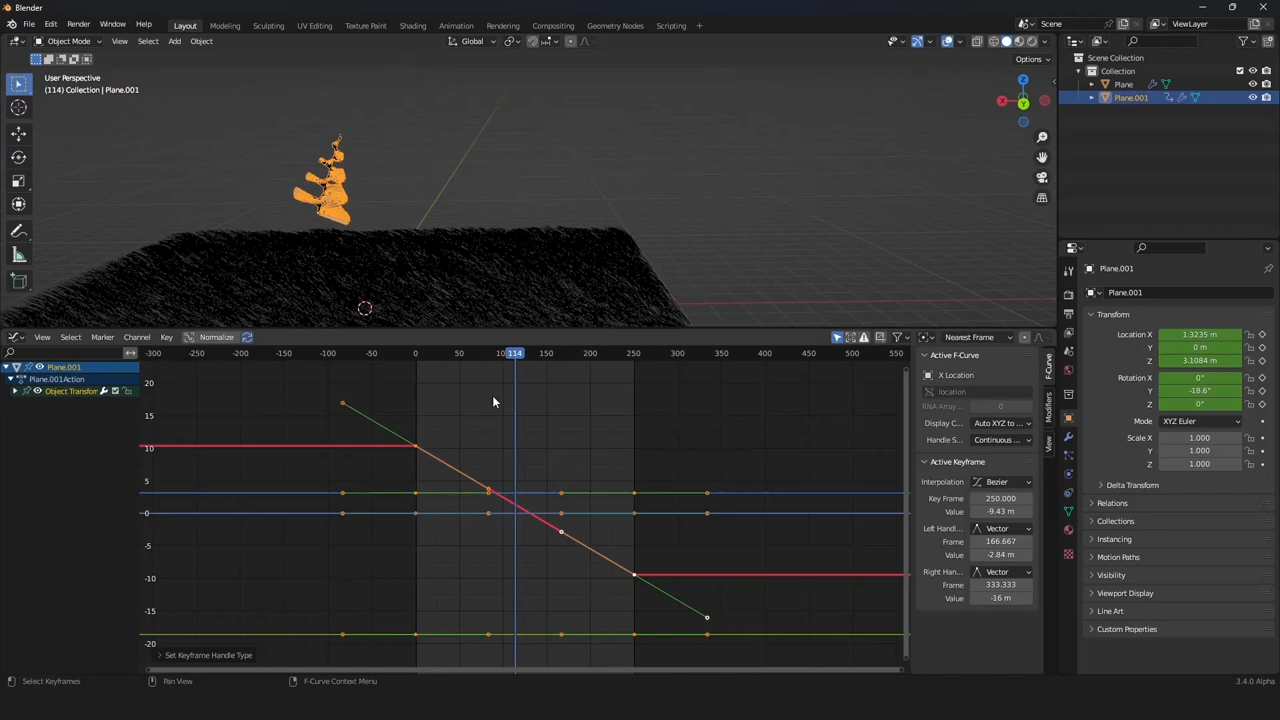 Blender
File Edit Render Window Help
Layout Modeling Sculpting UV Editing Texture Paint Shading Animation Rendering Compositing Geometry Nodes Scripting
Scene ViewLayer
Object Mode View Select Add Object
Global
Options
User Perspective
(114) Collection | Plane.001
X
Y
Z
Scene Collection
Collection
Plane
Plane.001
Plane.001
Plane.001
Transform
Location X 1.3235 m
Y 0 m
Z 3.1084 m
Rotation X 0°
Y -18.6°
Z 0°
Mode XYZ Euler
Scale X 1.000
Y 1.000
Z 1.000
Delta Transform
Relations
Collections
Instancing
Motion Paths
Visibility
Viewport Display
Line Art
Custom Properties
View Select Marker Channel Key Normalize
Nearest Frame
-300 -250 -200 -150 -100 -50 0 50 114 150 200 250 300 350 400 450 500 550
Plane.001
Plane.001Action
Object Transfor
20
15
10
5
0
-5
-10
-15
-20
Set Keyframe Handle Type
Active F-Curve
X Location
location
RNA Array... 0
Display C... Auto XYZ to ...
Handle S... Continuous ...
Active Keyframe
Interpolation Bezier
Key Frame 250.000
Value -9.43 m
Left Handl... Vector
Frame 166.667
Value -2.84 m
Right Han... Vector
Frame 333.333
Value -16 m
F-Curve
Modifiers
View
Select Keyframes Pan View F-Curve Context Menu
3.4.0 Alpha